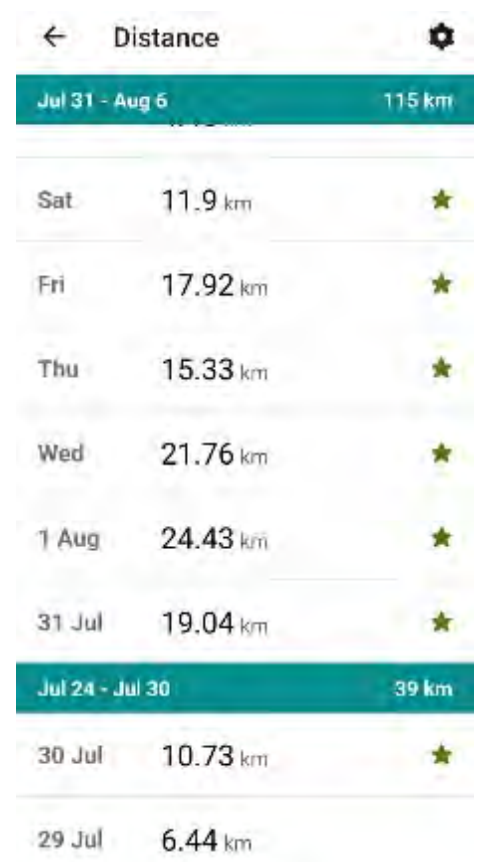 Distance
Jul 31 - Aug 6 115 km
Sat 11.9 km
Fri 17.92 km
Thu 15.33 km
Wed 21.76 km
1 Aug 24.43 km
31 Jul 19.04 km
Jul 24 - Jul 30 39 km
30 Jul 10.73 km
29 Jul 6.44 km